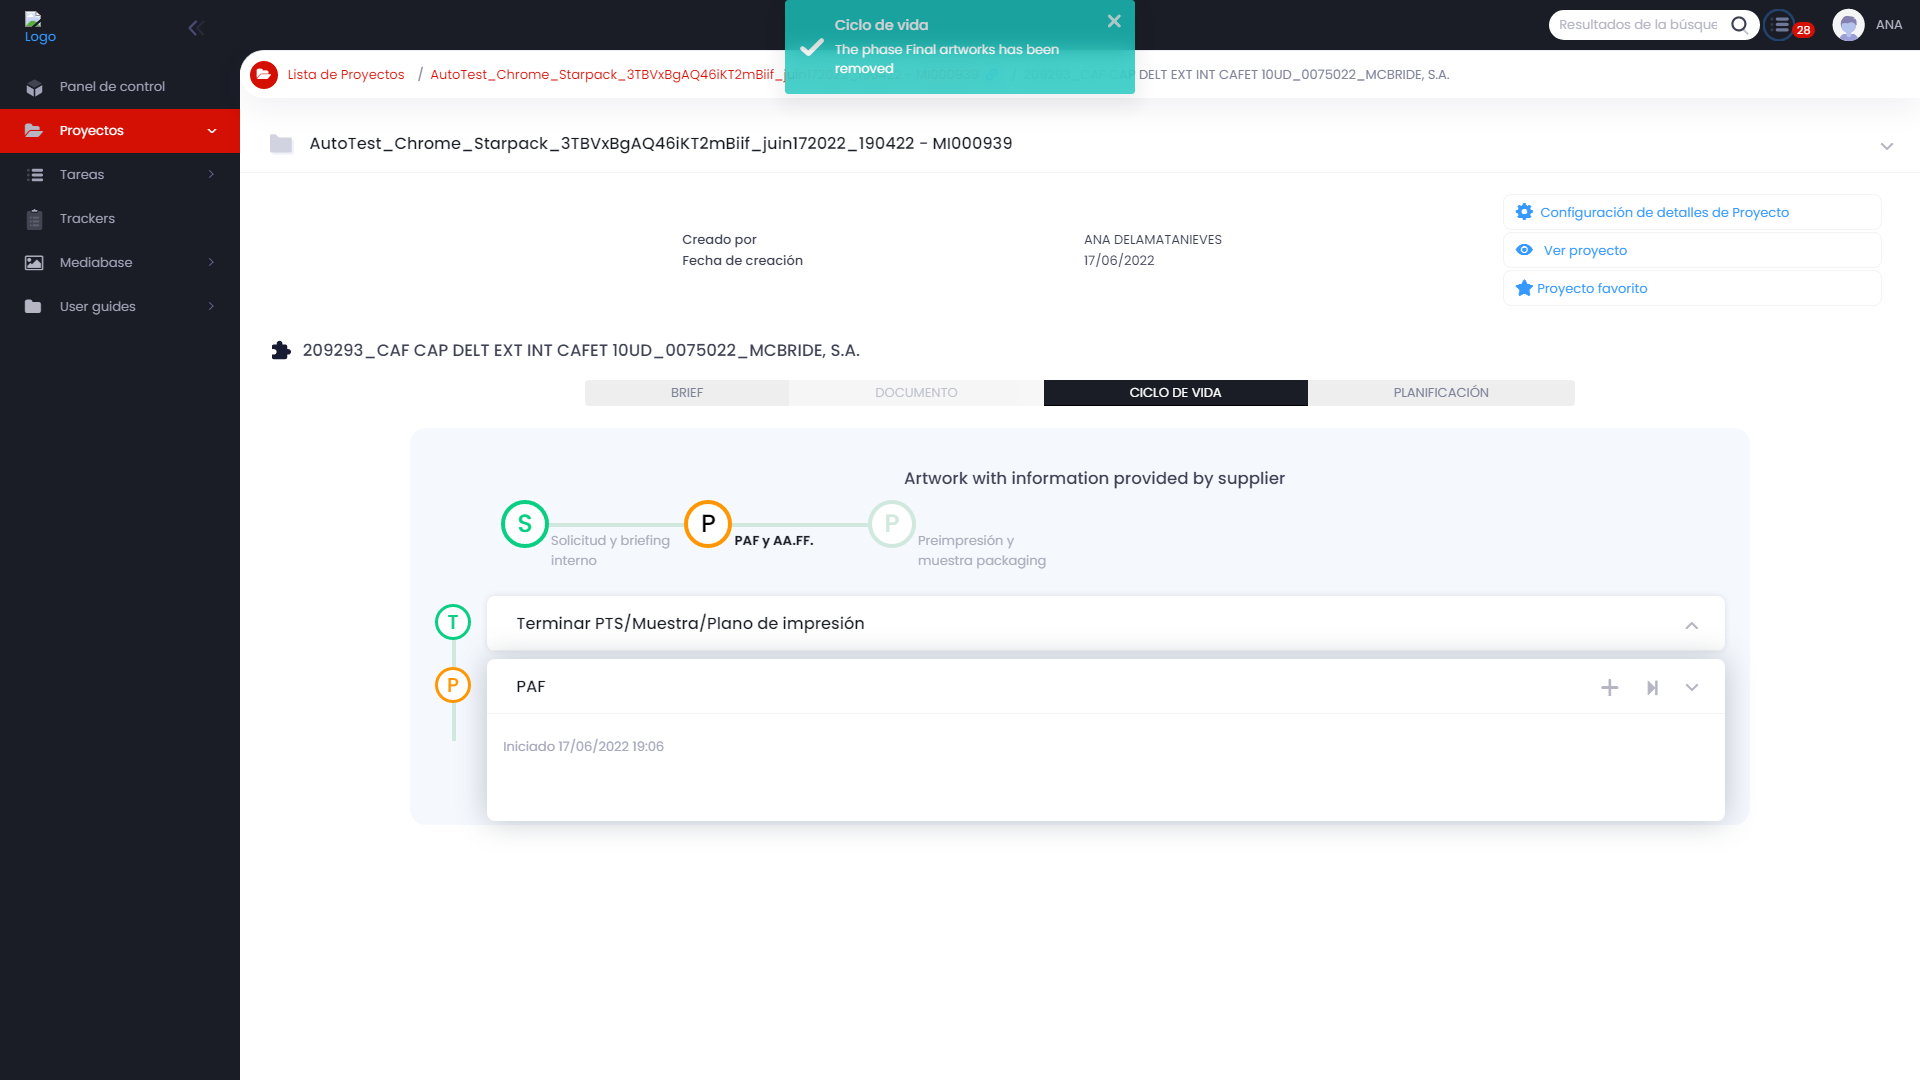 Logo
Ciclo de vida
The phase Final artworks has been
removed
28
ANA
Resultados de la búsque
Panel de control
Proyectos
Tareas
Trackers
Mediabase
User guides
Lista de Proyectos / AutoTest_Chrome_Starpack_3TBVxBgAQ46iKT2mBiif_ DELT EXT INT CAFET 10UD_0075022_MCBRIDE, S.A.
AutoTest_Chrome_Starpack_3TBVxBgAQ46iKT2mBiif_juin172022_190422 - MI000939
Creado por ANA DELAMATANIEVES
Fecha de creación 17/06/2022
Configuración de detalles de Proyecto
Ver proyecto
Proyecto favorito
209293_CAF CAP DELT EXT INT CAFET 10UD_0075022_MCBRIDE, S.A.
BRIEF DOCUMENTO CICLO DE VIDA PLANIFICACIÓN
Artwork with information provided by supplier
S P P
Solicitud y briefing
interno
PAF y AA.FF.
Preimpresión y
muestra packaging
T Terminar PTS/Muestra/Plano de impresión
P PAF
Iniciado 17/06/2022 19:06